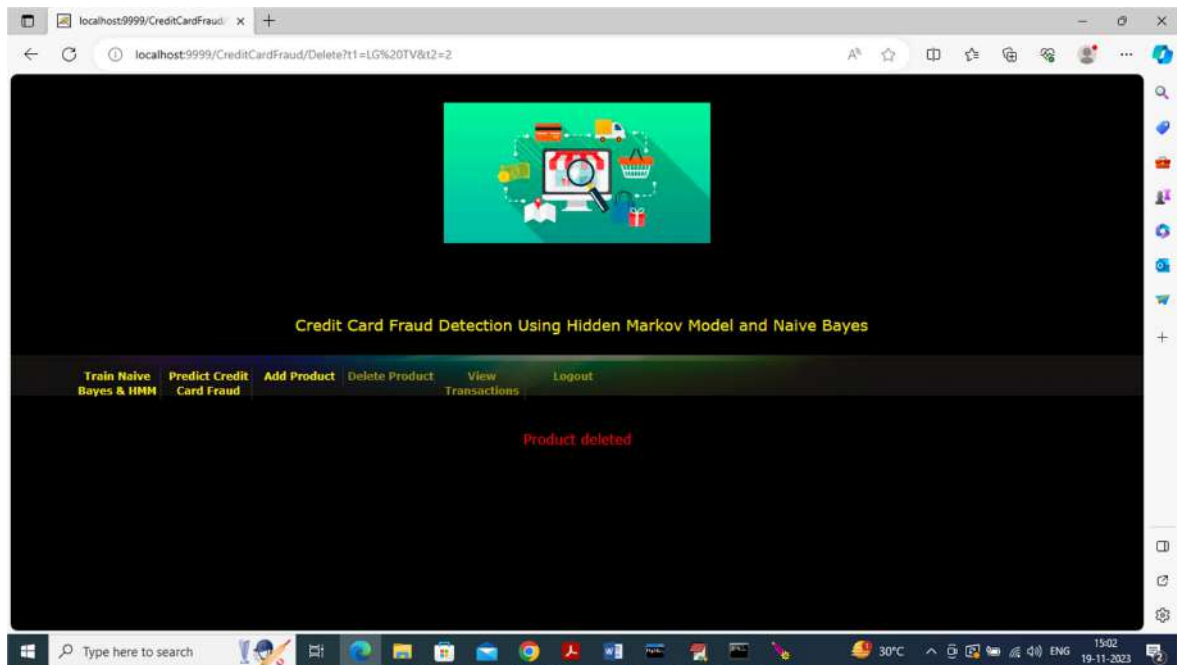 localhost:9999/CreditCardFraud/
localhost:9999/CreditCardFraud/Delete?t1=LG%20TV&t2=2
Credit Card Fraud Detection Using Hidden Markov Model and Naive Bayes
Train Naive Bayes & HMM
Predict Credit Card Fraud
Add Product
Delete Product
View Transactions
Logout
Product deleted
Type here to search
30°C
ENG
15:02
19-11-2023